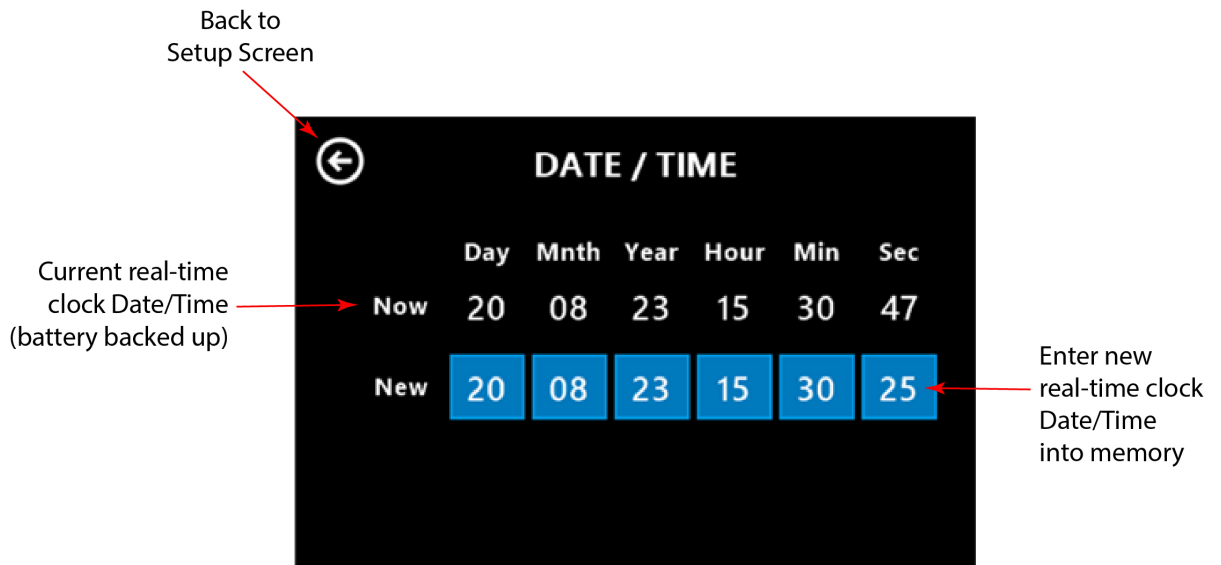 Back to
Setup Screen
DATE / TIME
Day Mnth Year Hour Min Sec
Current real-time
clock Date/Time
(battery backed up)
Now 20 08 23 15 30 47
New 20 08 23 15 30 25
Enter new
real-time clock
Date/Time
into memory